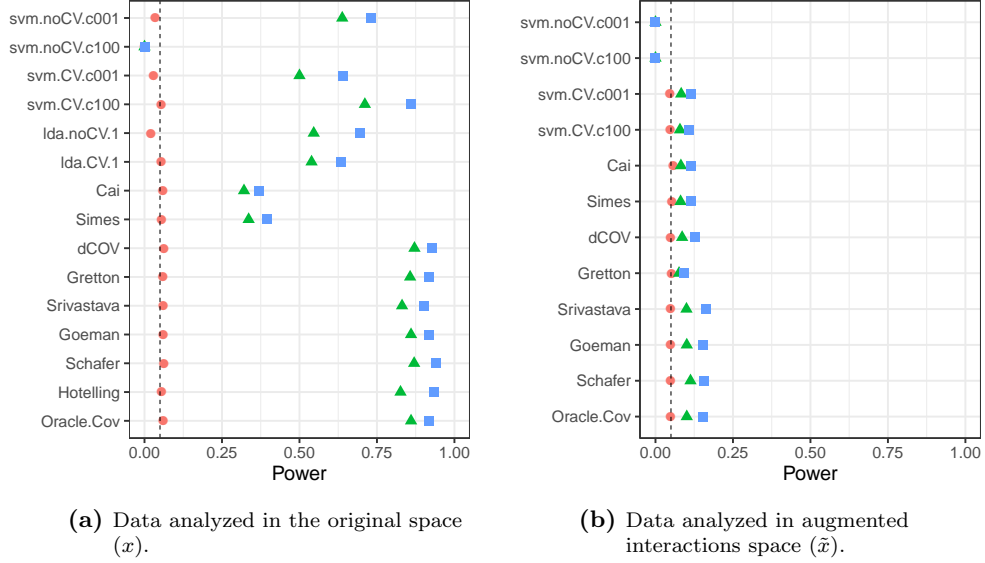 svm.noCV.c001
svm.noCV.c100
svm.CV.c001
svm.CV.c100
lda.noCV.1
lda.CV.1
Cai
Simes
dCOV
Gretton
Srivastava
Goeman
Schafer
Hotelling
Oracle.Cov
0.00 0.25 0.50 0.75 1.00
Power
(a) Data analyzed in the original space
(x).
svm.noCV.c001
svm.noCV.c100
svm.CV.c001
svm.CV.c100
Cai
Simes
dCOV
Gretton
Srivastava
Goeman
Schafer
Oracle.Cov
0.00 0.25 0.50 0.75 1.00
Power
(b) Data analyzed in augmented
interactions space (x̃).